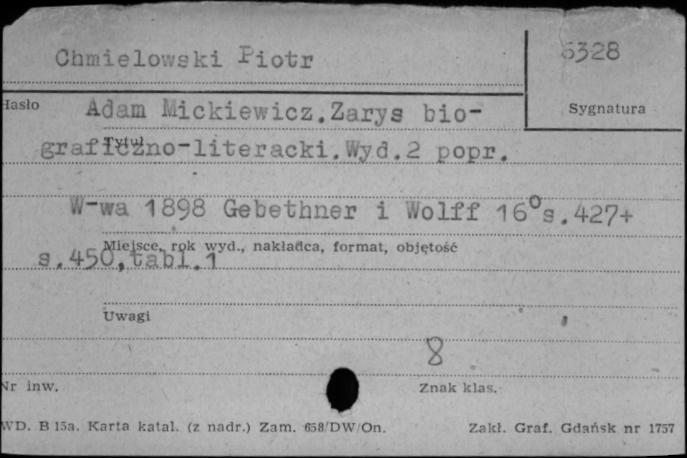 Chmielowski Piotr
6328
Hasło
Adam Mickiewicz.Zarys bio-
Sygnatura
Tytuł
graficzno-literacki.Wyd.2 popr.
W-wa 1898 Gebethner i Wolff 16°s.427+
Miejsce, rok wyd., nakładca, format, objętość
s.450,tabl.1
Uwagi
8
Nr inw.
Znak klas.
WD. B 15a. Karta katal. (z nadr.) Zam. 658/DW/On.
Zakł. Graf. Gdańsk nr 1757